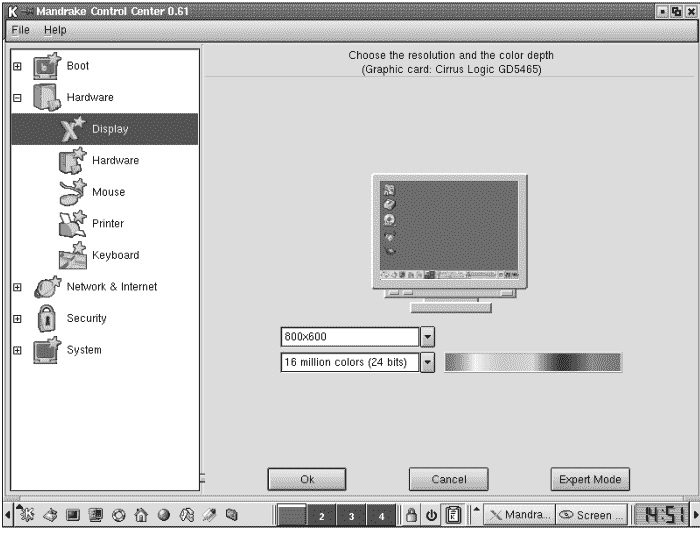 Mandrake Control Center 0.61
File Help
Choose the resolution and the color depth
(Graphic card: Cirrus Logic GD5465)
Boot
Hardware
Display
Hardware
Mouse
Printer
Keyboard
Network & Internet
Security
System
800x600
16 million colors (24 bits)
Ok Cancel Expert Mode
2 3 4 Mandra... Screen ... 14:51